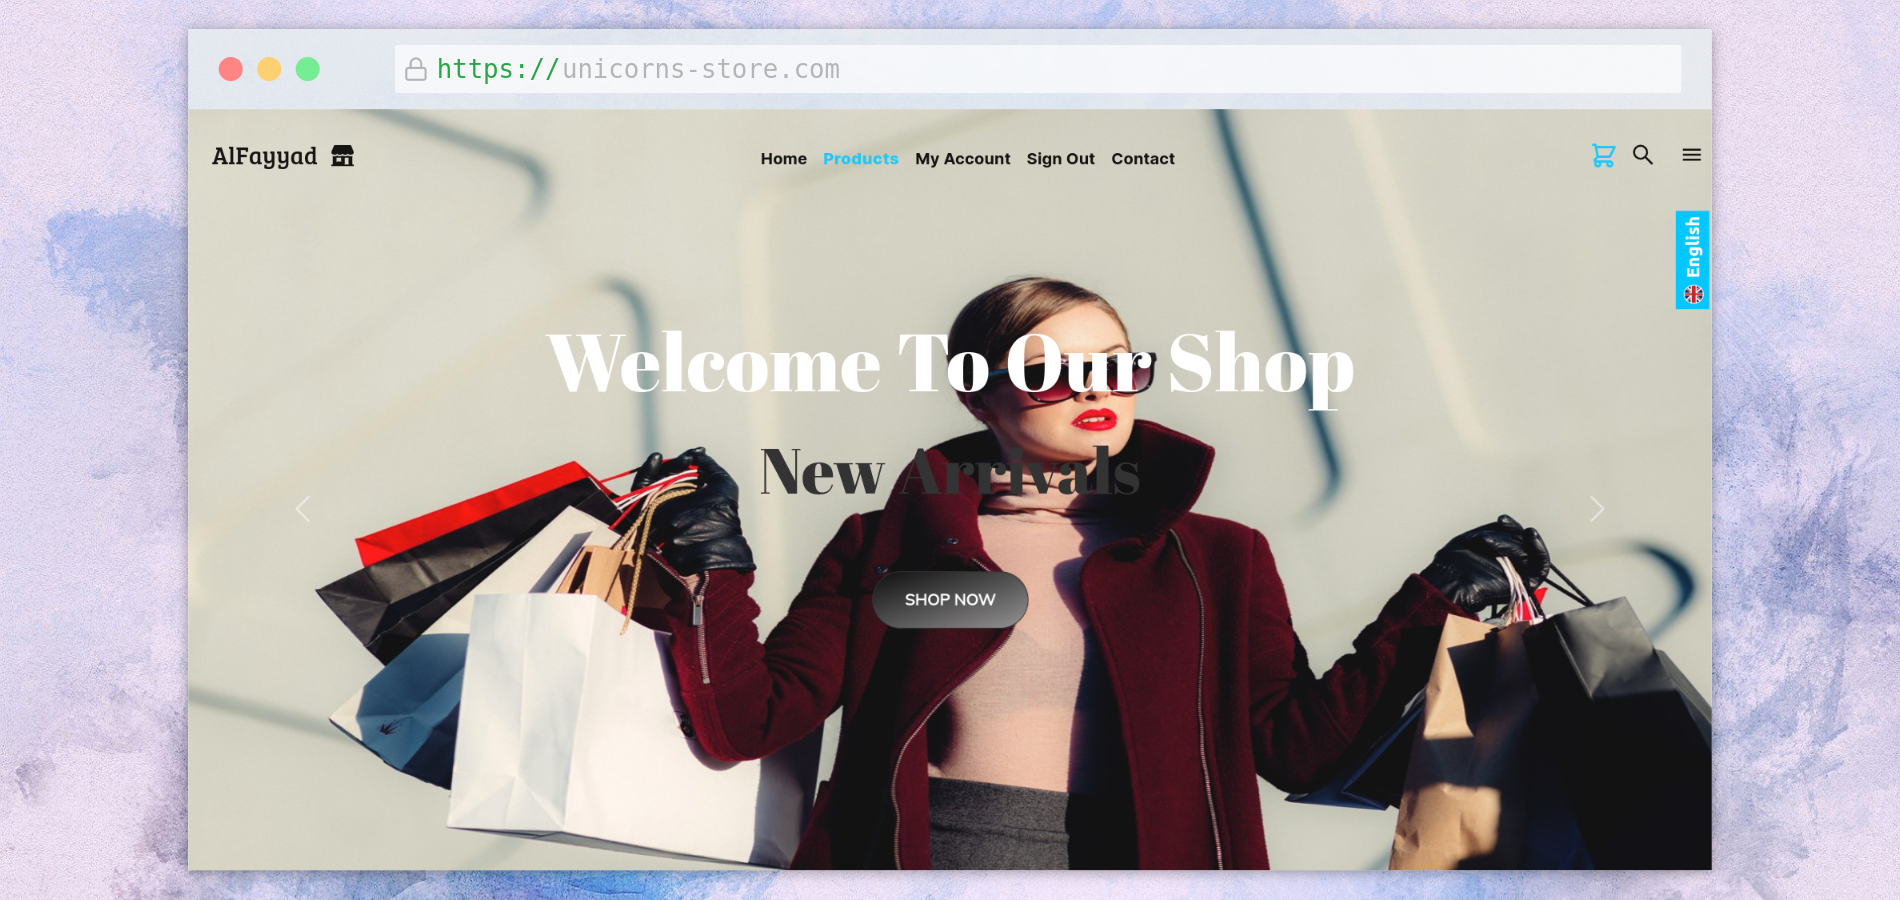 https://unicorns-store.com
AlFayyad
Home Products My Account Sign Out Contact
English
Welcome To Our Shop
New Arrivals
SHOP NOW